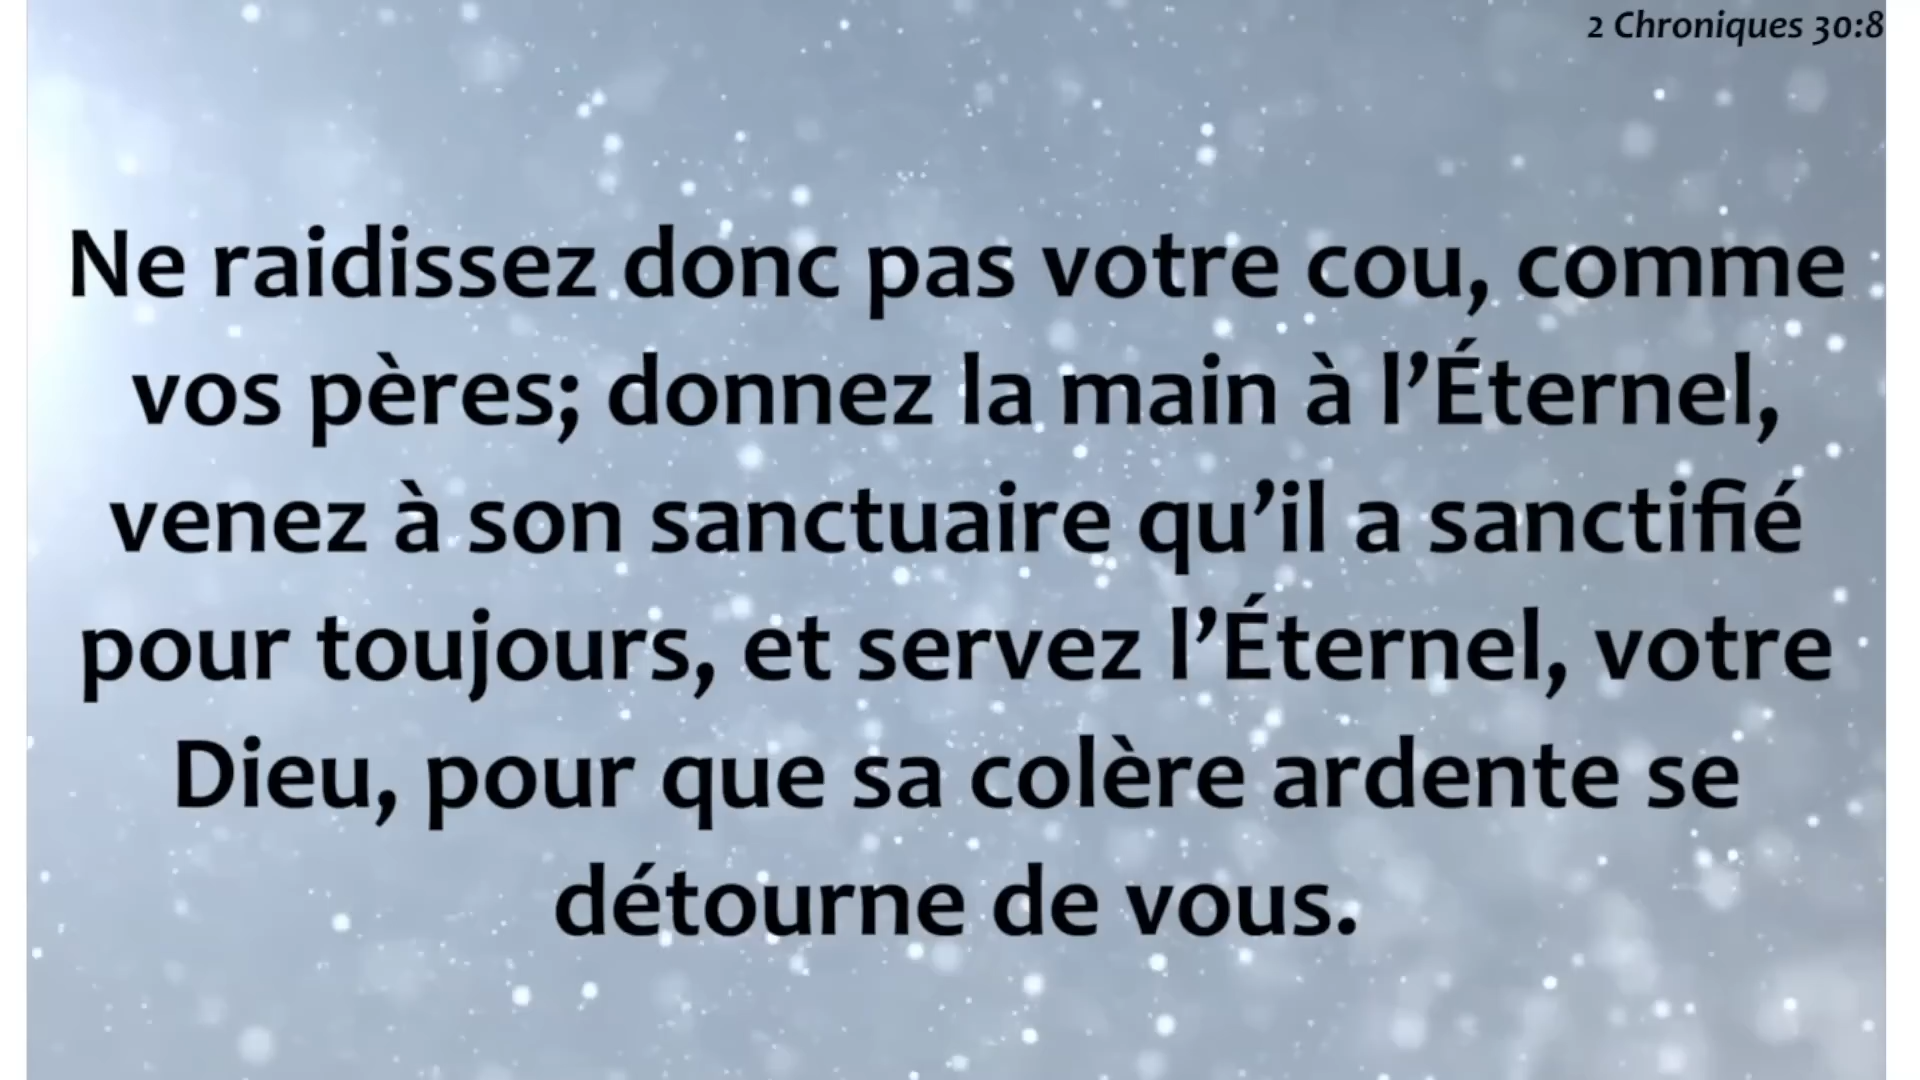 2 Chroniques 30:8
Ne raidissez donc pas votre cou, comme
vos pères; donnez la main à l’Éternel,
venez à son sanctuaire qu’il a sanctifié
pour toujours, et servez l’Éternel, votre
Dieu, pour que sa colère ardente se
détourne de vous.